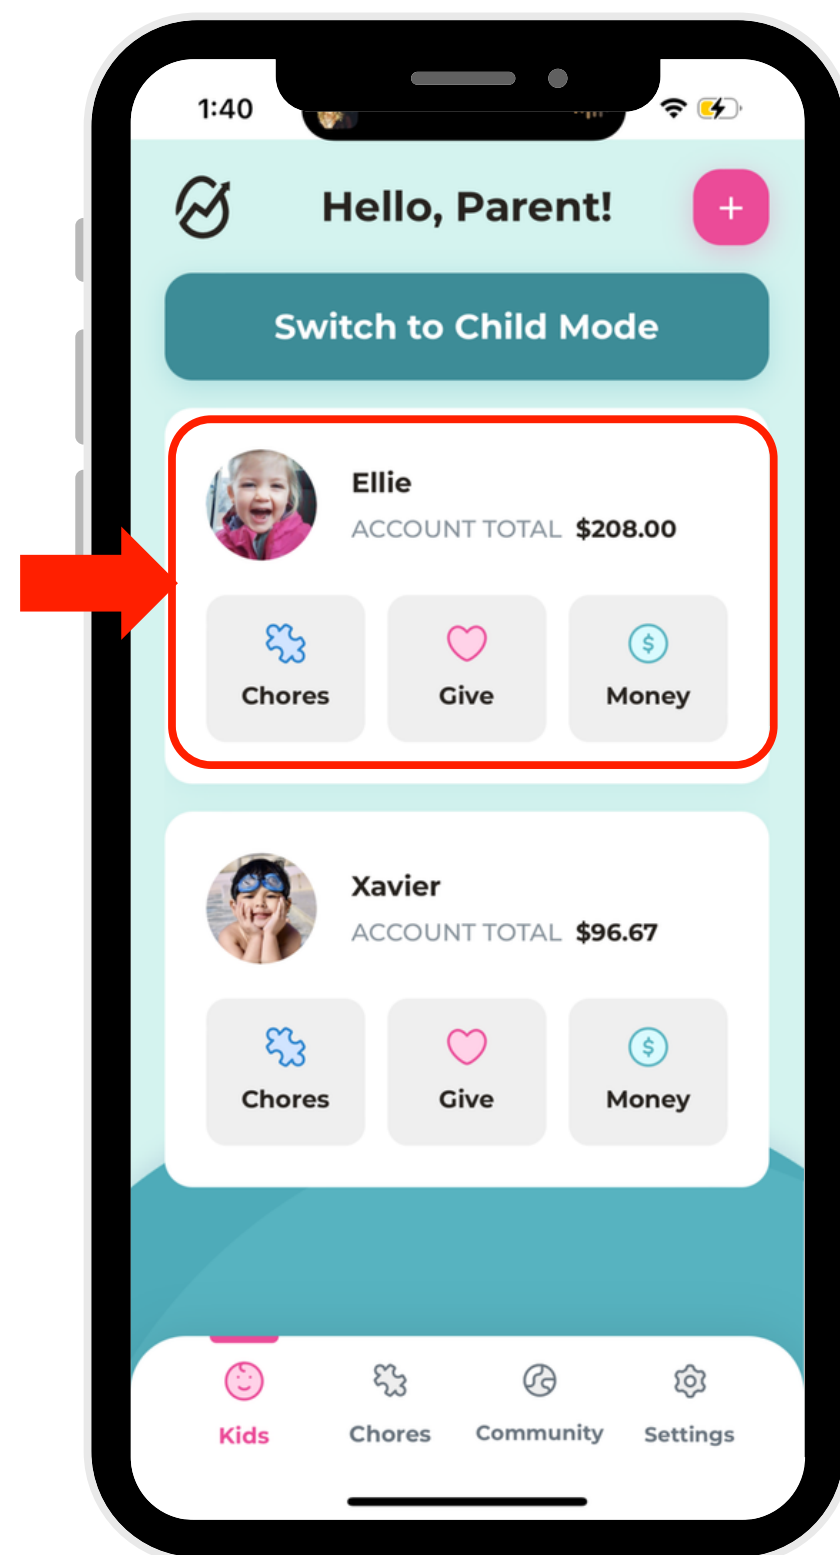 1:40
Hello, Parent!
+
Switch to Child Mode
Ellie
ACCOUNT TOTAL $208.00
$
Chores Give Money
Xavier
ACCOUNT TOTAL $96.67
$
Chores Give Money
Kids Chores Community Settings